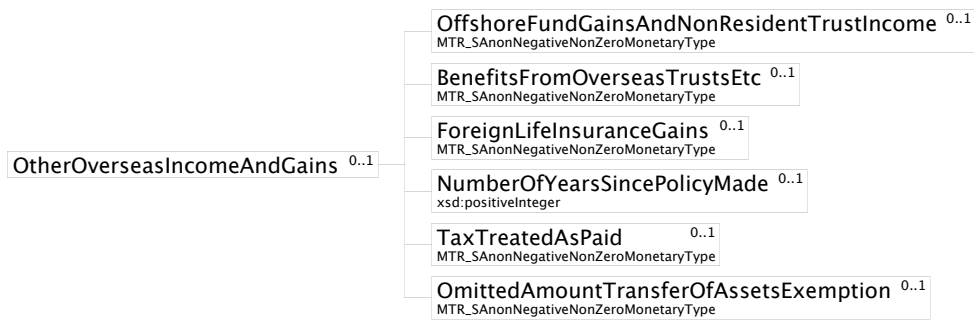 OffshoreFundGainsAndNonResidentTrustIncome 0..1
MTR_SAnonNegativeNonZeroMonetaryType
BenefitsFromOverseasTrustsEtc 0..1
MTR_SAnonNegativeNonZeroMonetaryType
ForeignLifeInsuranceGains 0..1
MTR_SAnonNegativeNonZeroMonetaryType
OtherOverseasIncomeAndGains 0..1
NumberOfYearsSincePolicyMade 0..1
xsd:positiveInteger
TaxTreatedAsPaid 0..1
MTR_SAnonNegativeNonZeroMonetaryType
OmittedAmountTransferOfAssetsExemption 0..1
MTR_SAnonNegativeNonZeroMonetaryType